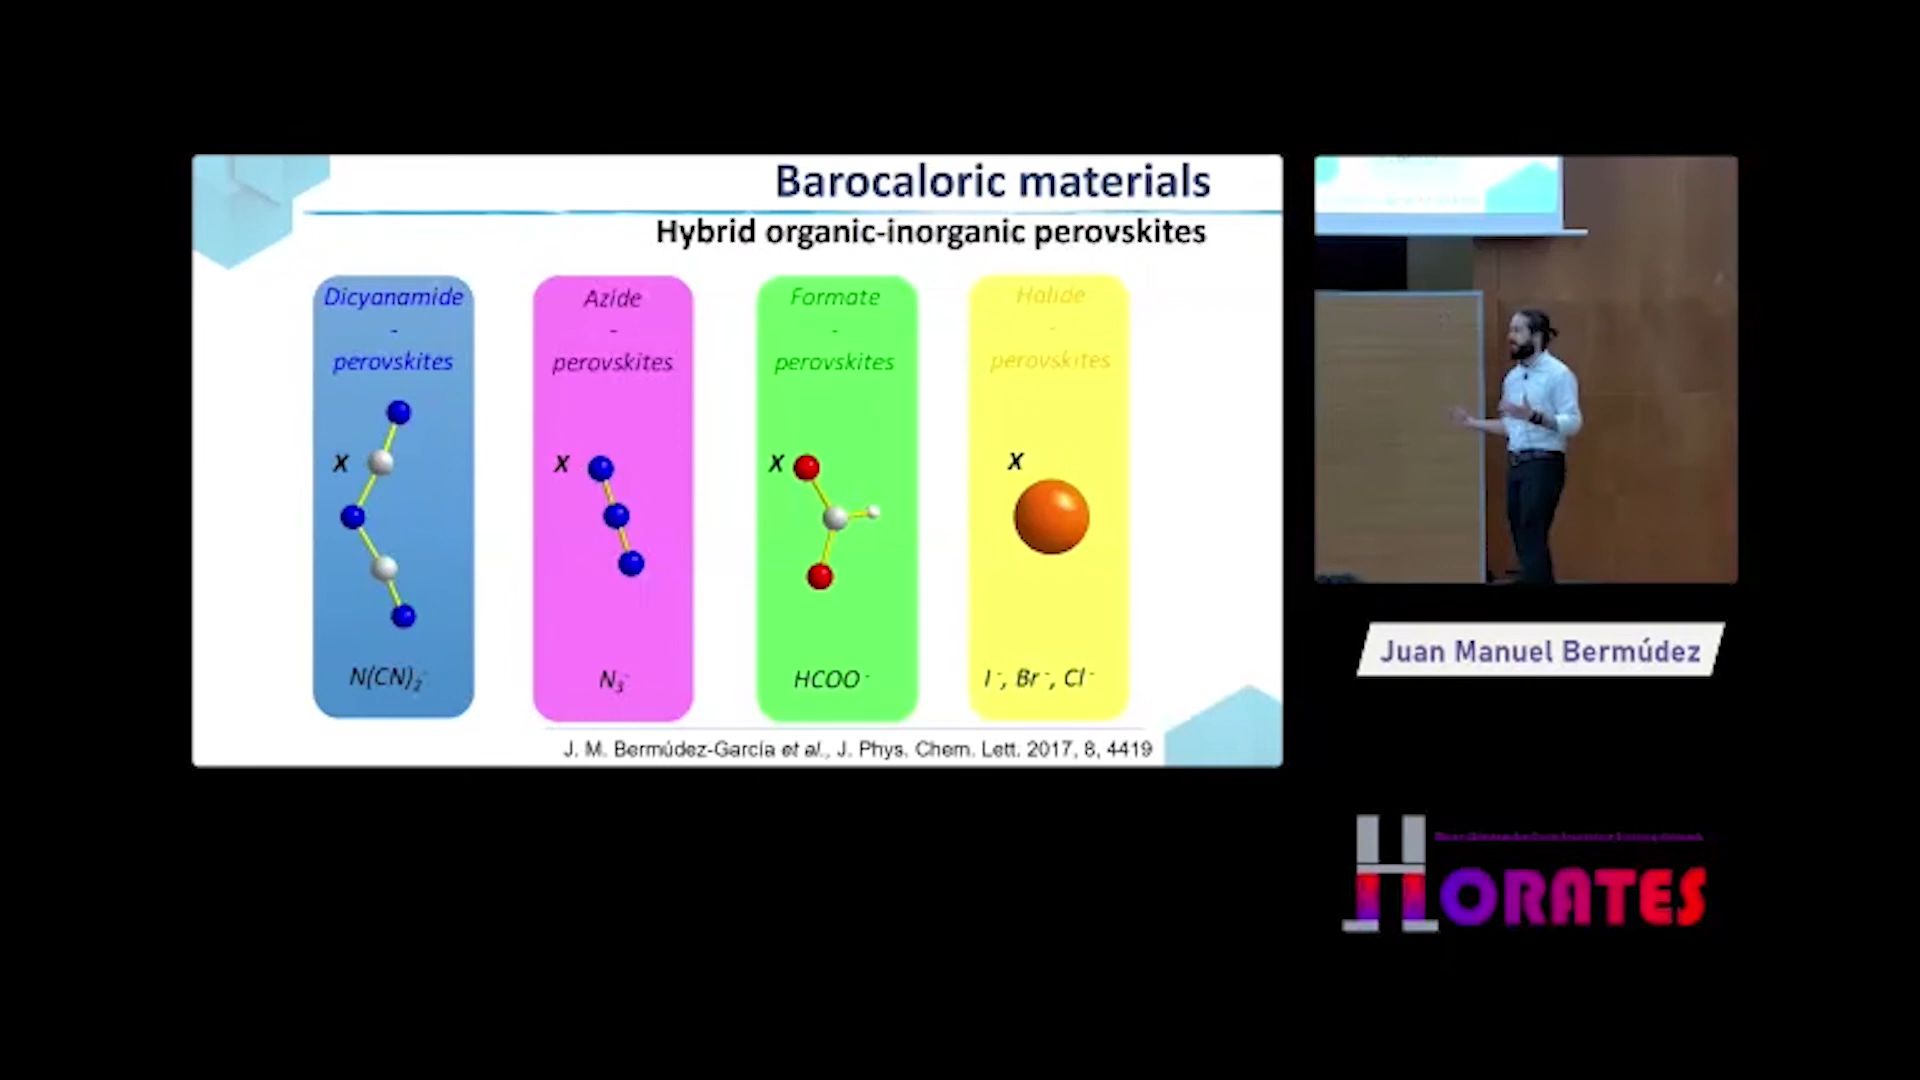 Barocaloric materials
Hybrid organic-inorganic perovskites
Dicyanamide
-
perovskites
X
N(CN)₂⁻
Azide
-
perovskites
X
N₃⁻
Formate
-
perovskites
X
HCOO⁻
Halide
-
perovskites
X
I⁻, Br⁻, Cl⁻
J. M. Bermúdez-García et al., J. Phys. Chem. Lett. 2017, 8, 4419
Juan Manuel Bermúdez
HORATES